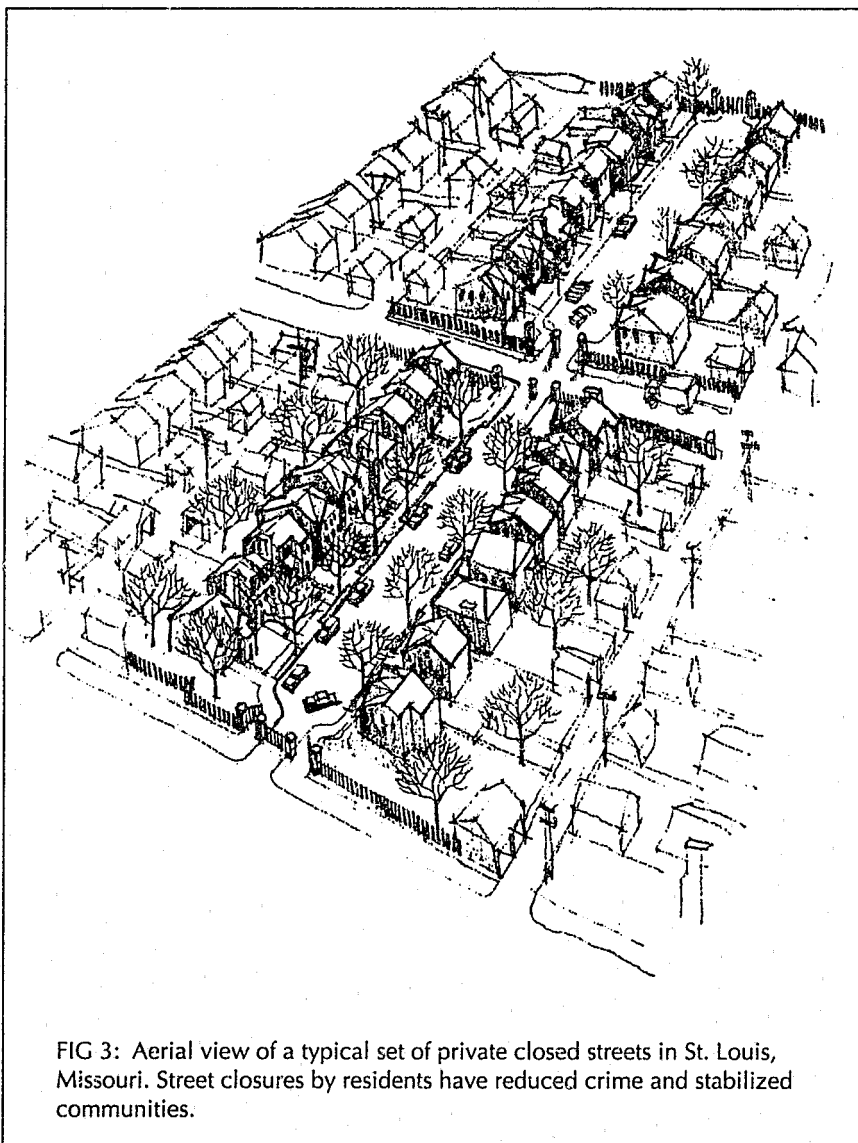 FIG 3: Aerial view of a typical set of private closed streets in St. Louis,
Missouri. Street closures by residents have reduced crime and stabilized
communities.